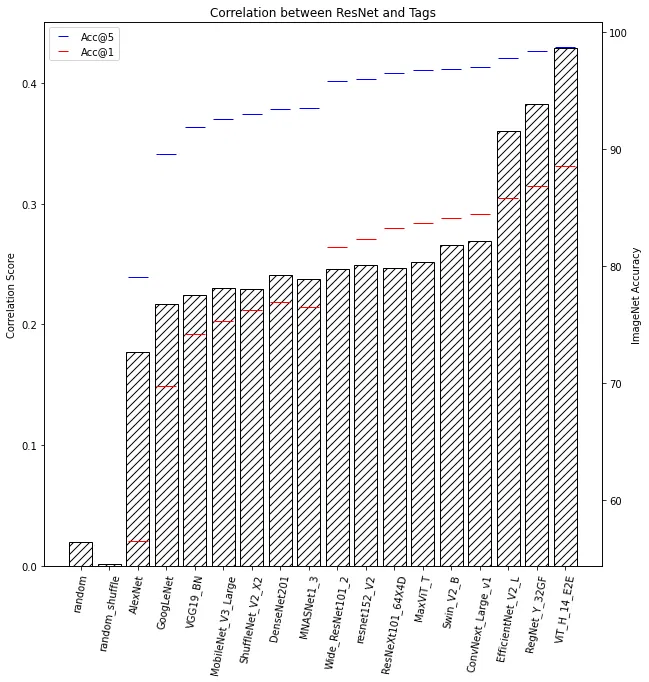 Correlation between ResNet and Tags
Acc@5
Acc@1
Correlation Score
0.4
0.3
0.2
0.1
0.0
ImageNet Accuracy
100
90
80
70
60
random
random_shuffle
AlexNet
GoogLeNet
VGG19_BN
MobileNet_V3_Large
ShuffleNet_V2_X2
DenseNet201
MNASNet1_3
Wide_ResNet101_2
resnet152_V2
ResNeXt101_64X4D
MaxViT_T
Swin_V2_B
ConvNext_Large_v1
EfficientNet_V2_L
RegNet_Y_32GF
ViT_H_14_E2E